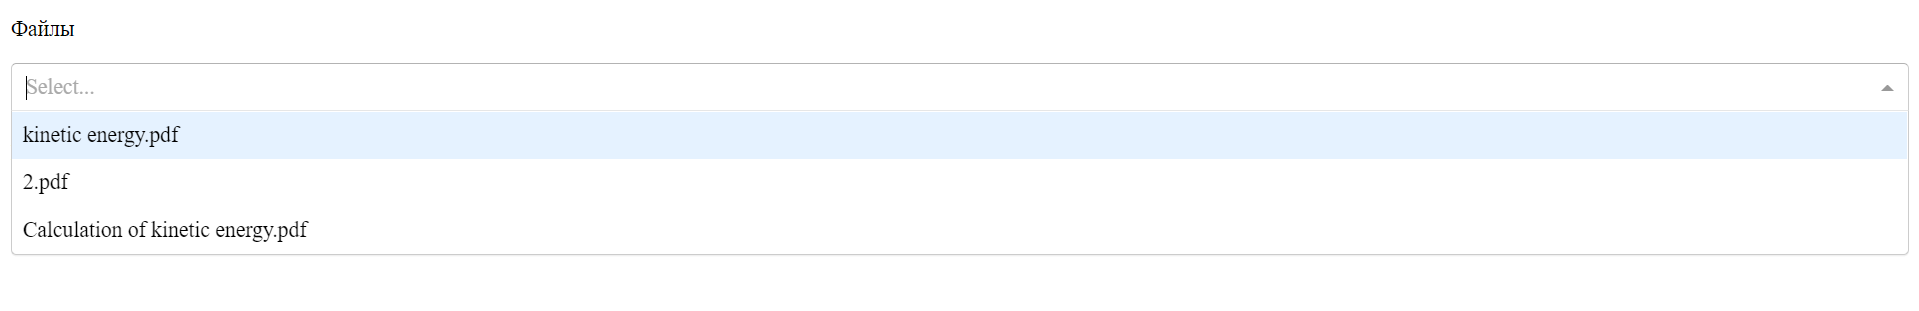 Файлы
Select...
kinetic energy.pdf
2.pdf
Calculation of kinetic energy.pdf